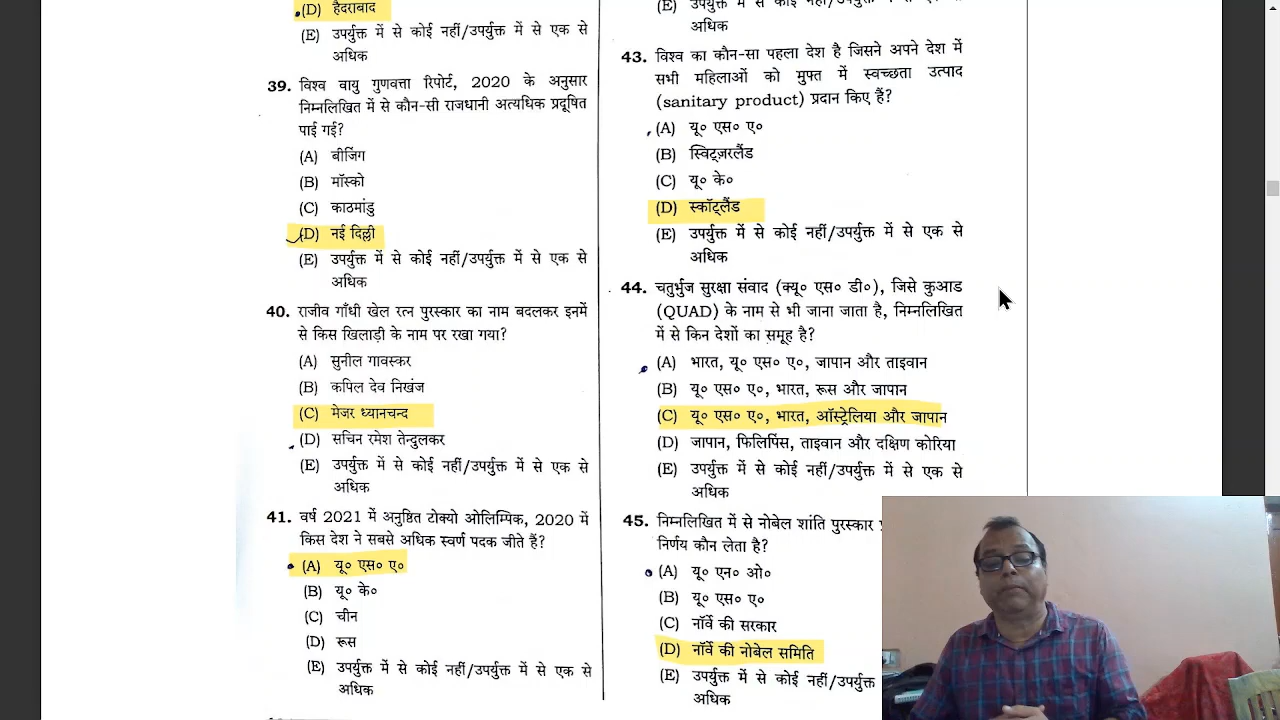 (D) हैदराबाद
(E) उपर्युक्त में से कोई नहीं/उपर्युक्त में से एक से
अधिक
39. विश्व वायु गुणवत्ता रिपोर्ट, 2020 के अनुसार
निम्नलिखित में से कौन-सी राजधानी अत्यधिक प्रदूषित
पाई गई?
(A) बीजिंग
(B) मॉस्को
(C) काठमांडु
(D) नई दिल्ली
(E) उपर्युक्त में से कोई नहीं/उपर्युक्त में से एक से
अधिक
40. राजीव गाँधी खेल रत्न पुरस्कार का नाम बदलकर इनमें
से किस खिलाड़ी के नाम पर रखा गया?
(A) सुनील गावस्कर
(B) कपिल देव निखंज
(C) मेजर ध्यानचन्द
(D) सचिन रमेश तेन्दुलकर
(E) उपर्युक्त में से कोई नहीं/उपर्युक्त में से एक से
अधिक
41. वर्ष 2021 में अनुष्ठित टोक्यो ओलिम्पिक, 2020 में
किस देश ने सबसे अधिक स्वर्ण पदक जीते हैं?
(A) यू० एस० ए०
(B) यू० के०
(C) चीन
(D) रूस
(E) उपर्युक्त में से कोई नहीं/उपर्युक्त में से एक से
अधिक
(E) उपर्युक्त में से कोई नहीं/उपर्युक्त में से एक से
अधिक
43. विश्व का कौन-सा पहला देश है जिसने अपने देश में
सभी महिलाओं को मुफ्त में स्वच्छता उत्पाद
(sanitary product) प्रदान किए हैं?
(A) यू० एस० ए०
(B) स्विट्ज़रलैंड
(C) यू० के०
(D) स्कॉट्लैंड
(E) उपर्युक्त में से कोई नहीं/उपर्युक्त में से एक से
अधिक
44. चतुर्भुज सुरक्षा संवाद (क्यू० एस० डी०), जिसे कुआड
(QUAD) के नाम से भी जाना जाता है, निम्नलिखित
में से किन देशों का समूह है?
(A) भारत, यू० एस० ए०, जापान और ताइवान
(B) यू० एस० ए०, भारत, रूस और जापान
(C) यू० एस० ए०, भारत, ऑस्ट्रेलिया और जापान
(D) जापान, फिलिपिंस, ताइवान और दक्षिण कोरिया
(E) उपर्युक्त में से कोई नहीं/उपर्युक्त में से एक से
अधिक
45. निम्नलिखित में से नोबेल शांति पुरस्कार
निर्णय कौन लेता है?
(A) यू० एन० ओ०
(B) यू० एस० ए०
(C) नॉर्वे की सरकार
(D) नॉर्वे की नोबेल समिति
(E) उपर्युक्त में से कोई नहीं/उपर्युक्त
अधिक